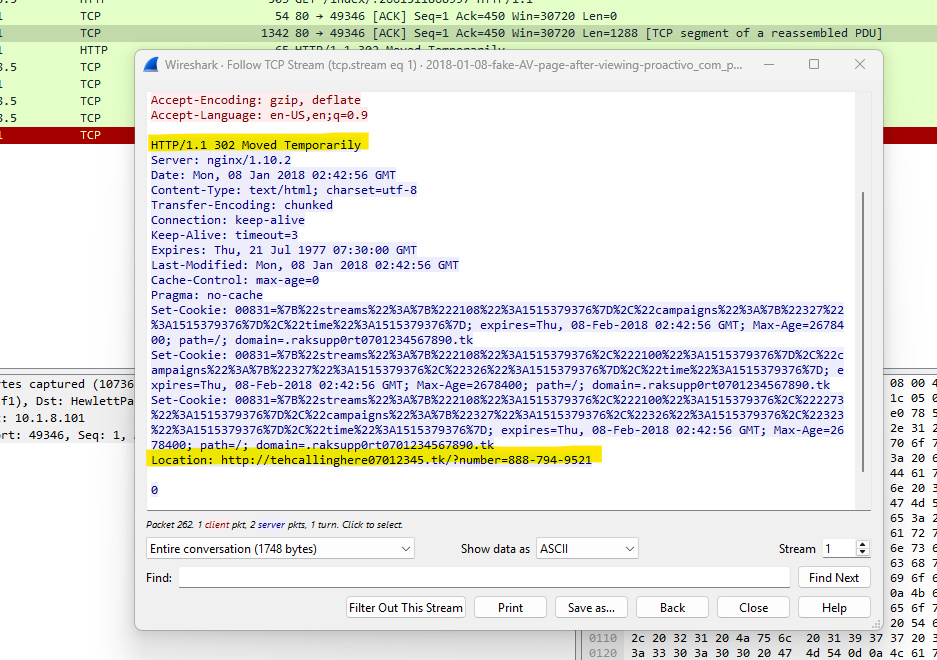 TCP 54 80 → 49346 [ACK] Seq=1 Ack=450 Win=30720 Len=0
TCP 1342 80 → 49346 [ACK] Seq=1 Ack=450 Win=30720 Len=1288 [TCP segment of a reassembled PDU]
HTTP
3.5 TCP
TCP
3.5 TCP
3.5 TCP
TCP
Wireshark · Follow TCP Stream (tcp.stream eq 1) · 2018-01-08-fake-AV-page-after-viewing-proactivo_com_p...
Accept-Encoding: gzip, deflate
Accept-Language: en-US,en;q=0.9
HTTP/1.1 302 Moved Temporarily
Server: nginx/1.10.2
Date: Mon, 08 Jan 2018 02:42:56 GMT
Content-Type: text/html; charset=utf-8
Transfer-Encoding: chunked
Connection: keep-alive
Keep-Alive: timeout=3
Expires: Thu, 21 Jul 1977 07:30:00 GMT
Last-Modified: Mon, 08 Jan 2018 02:42:56 GMT
Cache-Control: max-age=0
Pragma: no-cache
Set-Cookie: 00831=%7B%22streams%22%3A%7B%222108%22%3A1515379376%7D%2C%22campaigns%22%3A%7B%22327%22
%3A1515379376%7D%2C%22time%22%3A1515379376%7D; expires=Thu, 08-Feb-2018 02:42:56 GMT; Max-Age=26784
00; path=/; domain=.raksupp0rt0701234567890.tk
Set-Cookie: 00831=%7B%22streams%22%3A%7B%222108%22%3A1515379376%2C%222100%22%3A1515379376%7D%2C%22c
ampaigns%22%3A%7B%22327%22%3A1515379376%2C%22326%22%3A1515379376%7D%2C%22time%22%3A1515379376%7D; e
xpires=Thu, 08-Feb-2018 02:42:56 GMT; Max-Age=2678400; path=/; domain=.raksupp0rt0701234567890.tk
Set-Cookie: 00831=%7B%22streams%22%3A%7B%222108%22%3A1515379376%2C%222100%22%3A1515379376%2C%222273
%22%3A1515379376%7D%2C%22campaigns%22%3A%7B%22327%22%3A1515379376%2C%22326%22%3A1515379376%2C%22323
%22%3A1515379376%7D%2C%22time%22%3A1515379376%7D; expires=Thu, 08-Feb-2018 02:42:56 GMT; Max-Age=26
78400; path=/; domain=.raksupp0rt0701234567890.tk
Location: http://tehcallinghere07012345.tk/?number=888-794-9521
0
Packet 262. 1 client pkt, 2 server pkts, 1 turn. Click to select.
Entire conversation (1748 bytes) Show data as ASCII Stream 1
Find: Find Next
Filter Out This Stream Print Save as... Back Close Help
tes captured (10736
f1), Dst: HewlettPa
: 10.1.8.101
rt: 49346, Seq: 1,
08 00 4
1c 05 0
e0 78 5
2e 31 2
70 6f 7
3a 20 6
44 61 7
6e 20 3
47 4d 5
65 3a 2
61 72 7
6e 73 6
63 68 7
69 6f 6
0a 4b 6
65 6f 7
20 54 6
0110 2c 20 32 31 20 4a 75 6c 20 31 39 37 37 20 3
0120 3a 33 30 3a 30 30 20 47 4d 54 0d 0a 4c 61 7